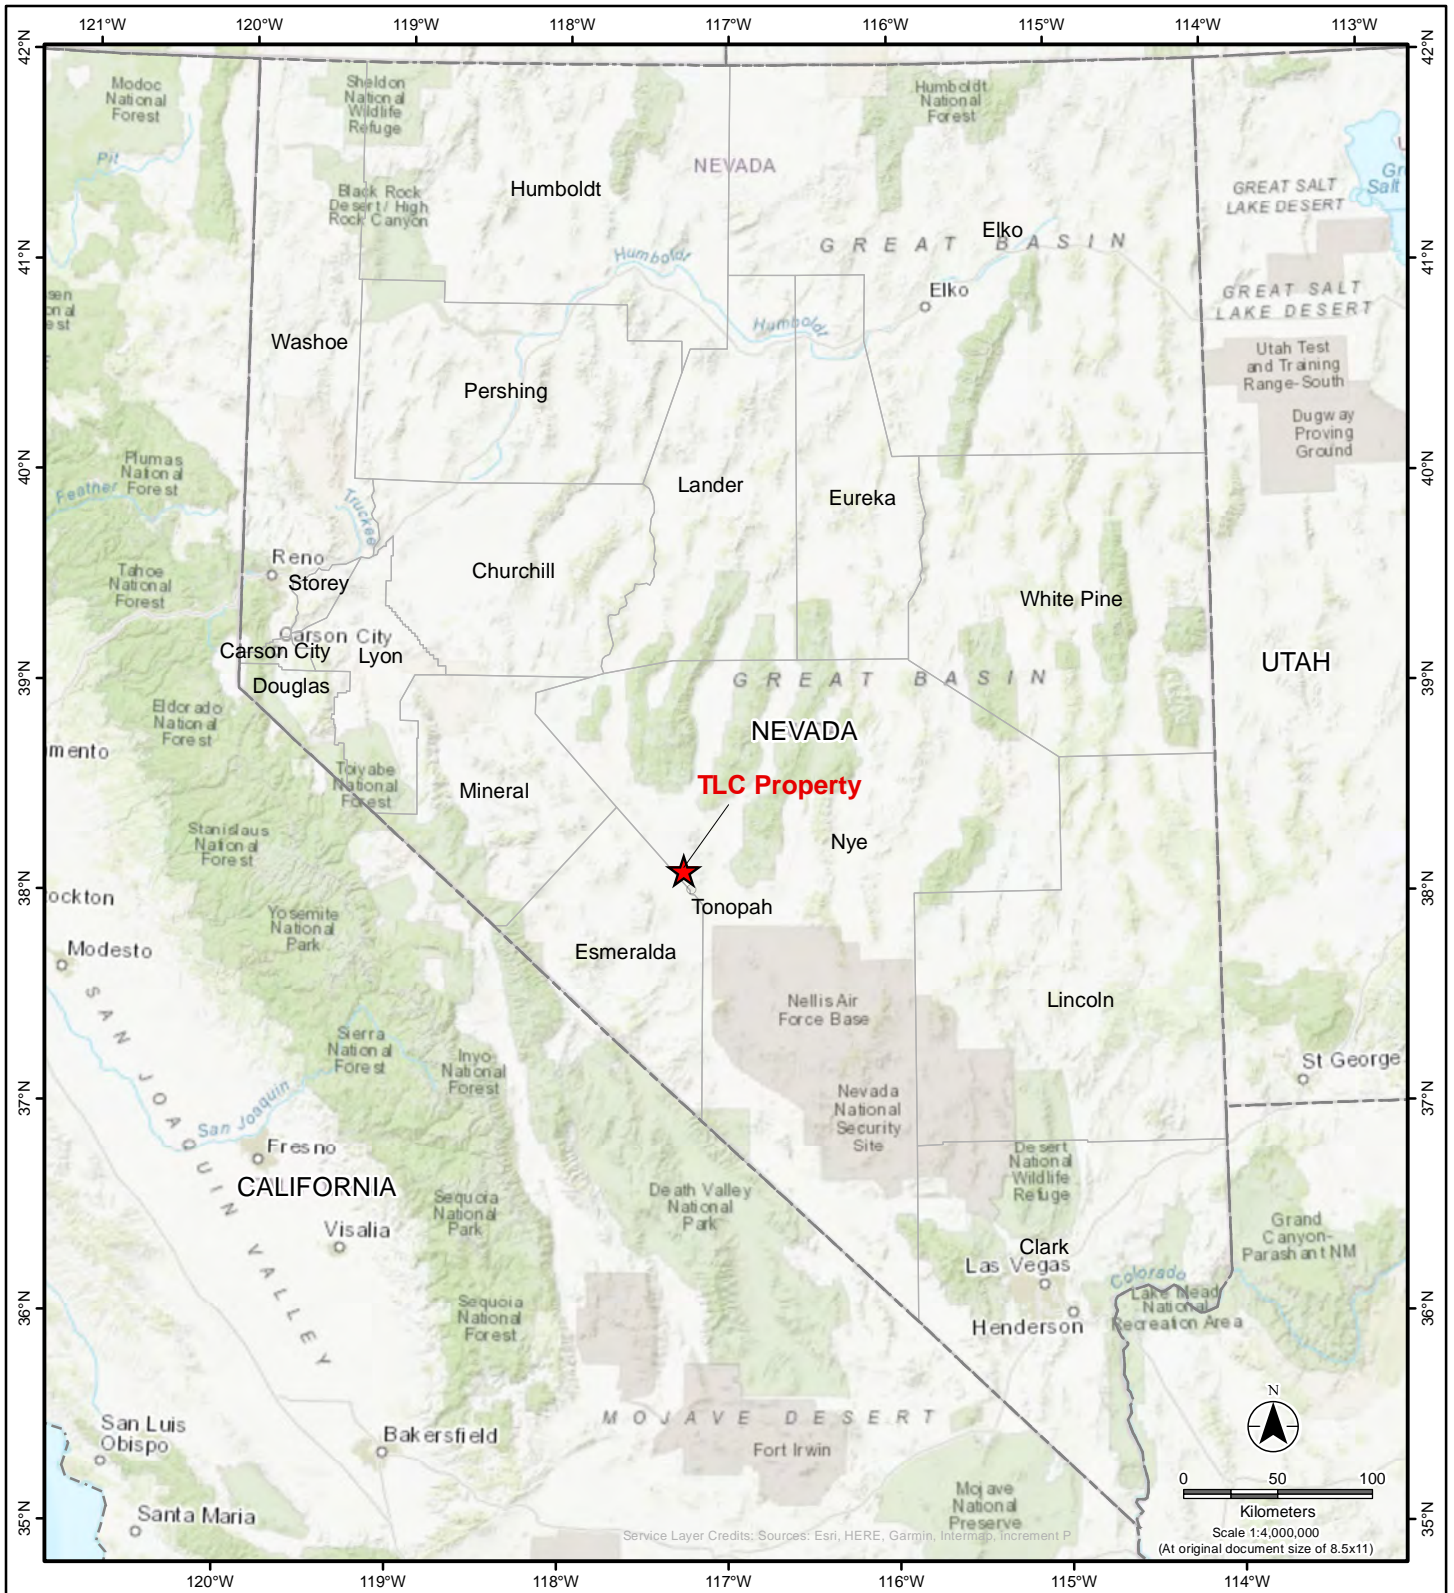 121°W
120°W
119°W
118°W
117°W
116°W
115°W
114°W
113°W
42°N
42°N
Modoc
National
Forest
Sheldon
National
Wildlife
Refuge
Humboldt
National
Forest
Pit
NEVADA
Humboldt
Black Rock
Desert / High
Rock Canyon
GREAT SALT
LAKE DESERT
Salt
Elko
GREAT BASIN
41°N
41°N
Humboldt
Elko
GREAT SALT
LAKE DESERT
Humboldt
Washoe
Utah Test
and Training
Range-South
Pershing
Dugway
Proving
Ground
40°N
40°N
Plumas
National
Forest
Feather
Lander
Eureka
Truckee
Reno
Storey
Churchill
Tahoe
National
Forest
White Pine
Carson City
Carson City
Lyon
UTAH
39°N
39°N
Douglas
GREAT BASIN
Eldorado
National
Forest
NEVADA
mento
Toiyabe
National
Forest
TLC Property
Mineral
Stanislaus
National
Forest
Nye
38°N
38°N
ockton
Tonopah
Yosemite
National
Park
Modesto
Esmeralda
Nellis Air
Force Base
Lincoln
SAN JOAQUIN VALLEY
Sierra
National
Forest
Inyo
National
Forest
St George
37°N
37°N
San Joaquin
Nevada
National
Security
Site
Fresno
Desert
National
Wildlife
Refuge
CALIFORNIA
Sequoia
National
Park
Death Valley
National
Park
Visalia
Grand
Canyon-
Parashant NM
Clark
Las Vegas
Colorado
Lake Mead
National
Recreation Area
36°N
36°N
Sequoia
National
Forest
Henderson
MOJAVE DESERT
N
San Luis
Obispo
Bakersfield
Fort Irwin
0 50 100
Kilometers
Mojave
National
Preserve
Santa Maria
35°N
35°N
Scale 1:4,000,000
(At original document size of 8.5x11)
Service Layer Credits: Sources: Esri, HERE, Garmin, Intermap, increment P
120°W
119°W
118°W
117°W
116°W
115°W
114°W